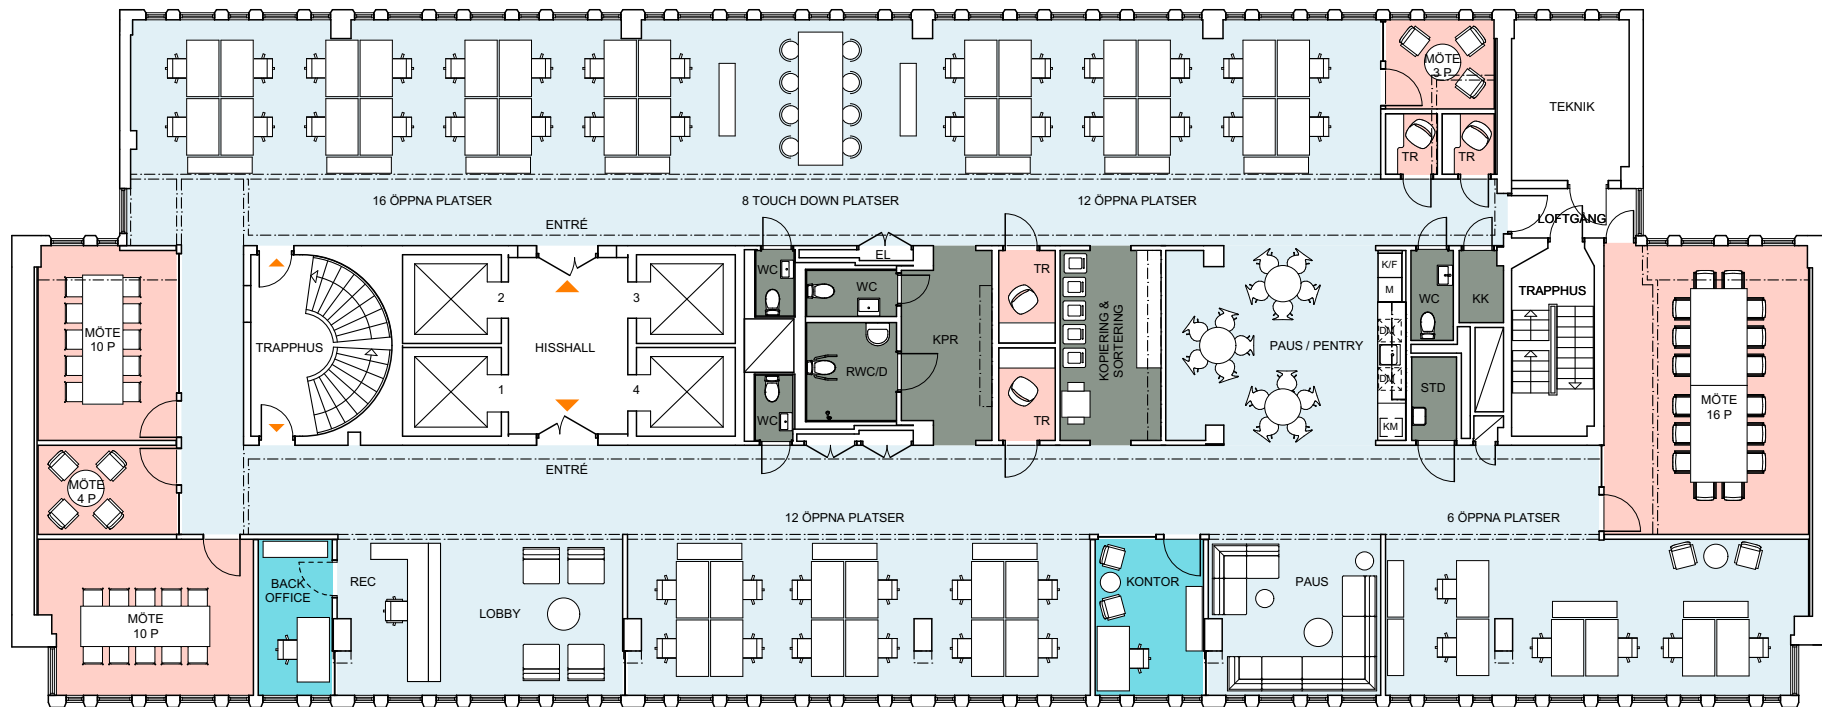 MÖTE
3 P
TEKNIK
TR
TR
16 ÖPPNA PLATSER
8 TOUCH DOWN PLATSER
12 ÖPPNA PLATSER
LOFTGÅNG
ENTRÉ
EL
WC
WC
TR
K/F
M
WC
KK
TRAPPHUS
2
3
MÖTE
10 P
TRAPPHUS
HISSHALL
KPR
KOPIERING &
SORTERING
PAUS / PENTRY
DM
DM
RWC/D
1
4
STD
MÖTE
16 P
WC
TR
KM
ENTRÉ
MÖTE
4 P
12 ÖPPNA PLATSER
6 ÖPPNA PLATSER
BACK
OFFICE
REC
LOBBY
KONTOR
PAUS
MÖTE
10 P